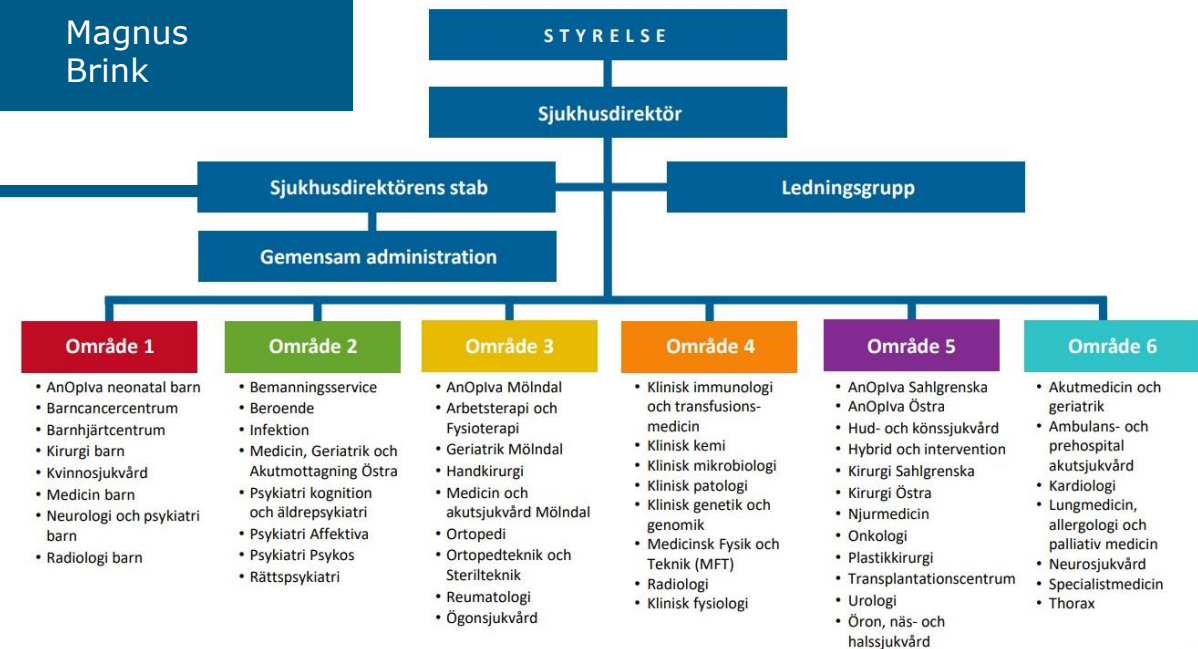 Magnus
Brink
STYRELSE
Sjukhusdirektör
Sjukhusdirektörens stab
Ledningsgrupp
Gemensam administration
Område 1
• AnOpIva neonatal barn
• Barncancercentrum
• Barnhjärtcentrum
• Kirurgi barn
• Kvinnosjukvård
• Medicin barn
• Neurologi och psykiatri
barn
• Radiologi barn
Område 2
• Bemanningsservice
• Beroende
• Infektion
• Medicin, Geriatrik och
Akutmottagning Östra
• Psykiatri kognition
och äldrepsykiatri
• Psykiatri Affektiva
• Psykiatri Psykos
• Rättspsykiatri
Område 3
• AnOpIva Mölndal
• Arbetsterapi och
Fysioterapi
• Geriatrik Mölndal
• Handkirurgi
• Medicin och
akutsjukvård Mölndal
• Ortopedi
• Ortopedteknik och
Sterilteknik
• Reumatologi
• Ögonsjukvård
Område 4
• Klinisk immunologi
och transfusions-
medicin
• Klinisk kemi
• Klinisk mikrobiologi
• Klinisk patologi
• Klinisk genetik och
genomik
• Medicinsk Fysik och
Teknik (MFT)
• Radiologi
• Klinisk fysiologi
Område 5
• AnOpIva Sahlgrenska
• AnOpIva Östra
• Hud- och könssjukvård
• Hybrid och intervention
• Kirurgi Sahlgrenska
• Kirurgi Östra
• Njurmedicin
• Onkologi
• Plastikkirurgi
• Transplantationscentrum
• Urologi
• Öron, näs- och
halssjukvård
Område 6
• Akutmedicin och
geriatrik
• Ambulans- och
prehospital
akutsjukvård
• Kardiologi
• Lungmedicin,
allergologi och
palliativ medicin
• Neurosjukvård
• Specialistmedicin
• Thorax